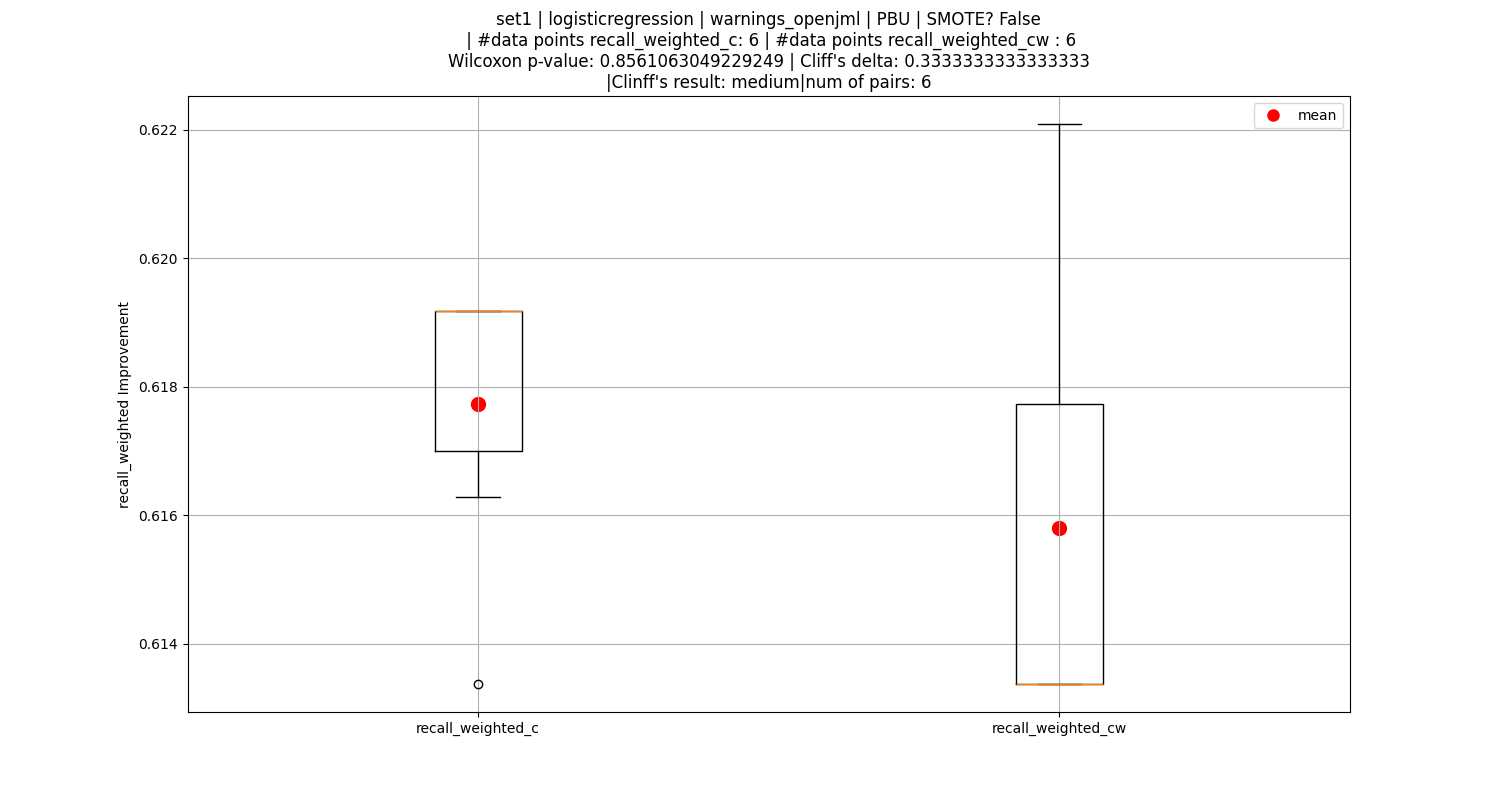 set1 | logisticregression | warnings_openjml | PBU | SMOTE? False
| #data points recall_weighted_c: 6 | #data points recall_weighted_cw : 6
Wilcoxon p-value: 0.8561063049229249 | Cliff's delta: 0.3333333333333333
|Clinff's result: medium|num of pairs: 6
mean
0.622
0.620
0.618
0.616
0.614
recall_weighted Improvement
recall_weighted_c
recall_weighted_cw